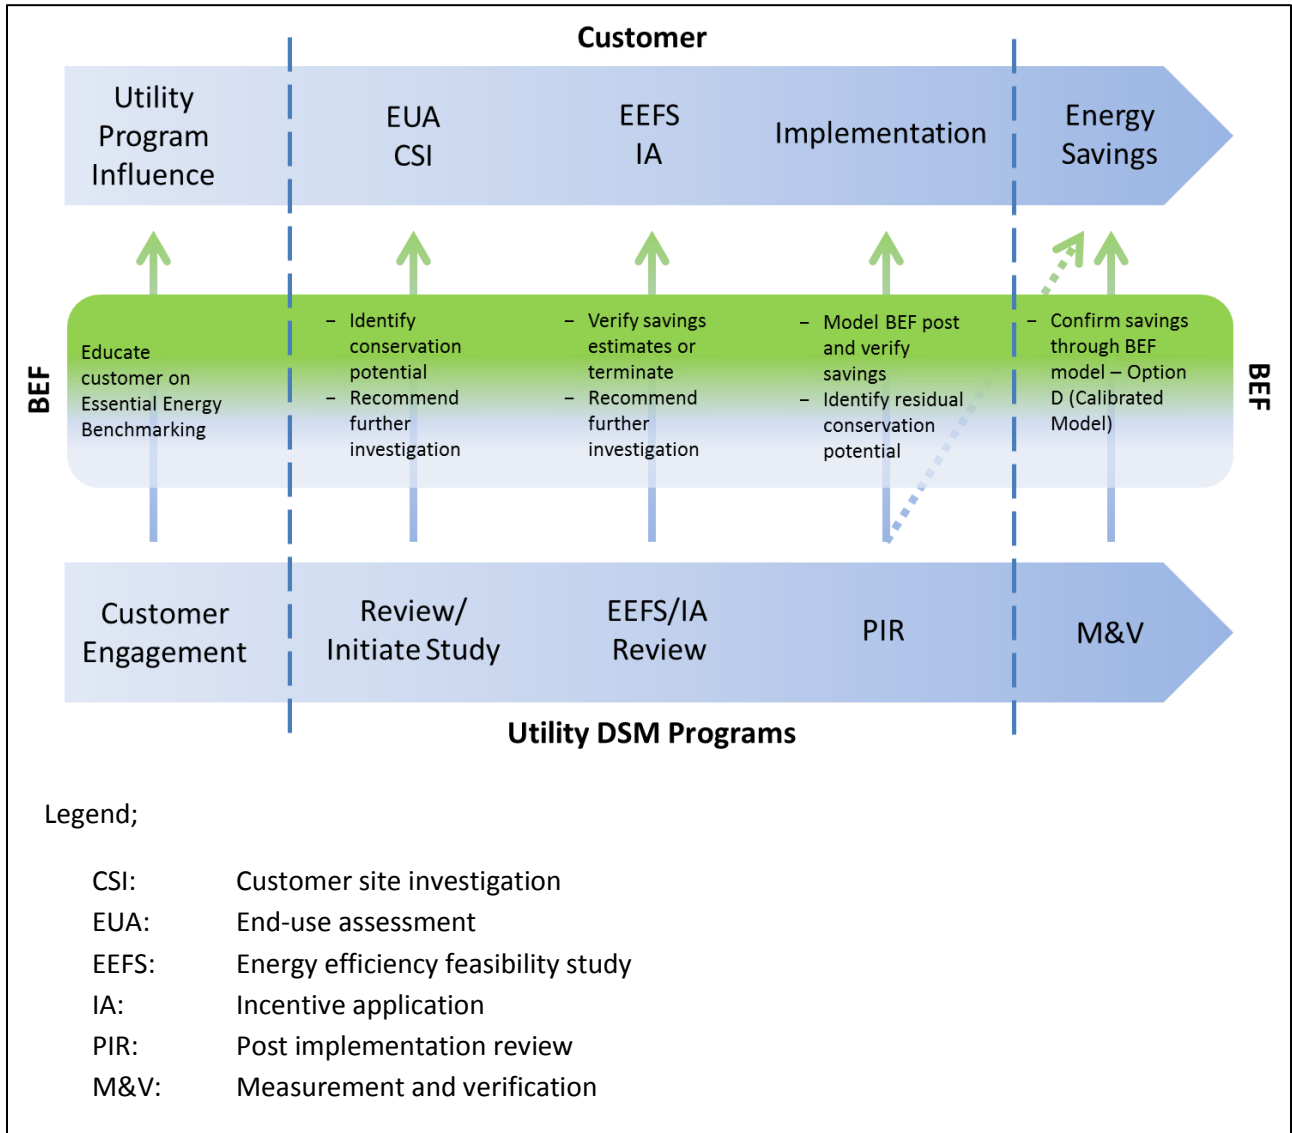 Customer
Utility
Program
Influence
EUA
CSI
EEFS
IA
Implementation
Energy
Savings
BEF
Educate
customer on
Essential Energy
Benchmarking
– Identify
conservation
potential
– Recommend
further
investigation
– Verify savings
estimates or
terminate
– Recommend
further
investigation
– Model BEF post
and verify
savings
– Identify residual
conservation
potential
– Confirm savings
through BEF
model – Option
D (Calibrated
Model)
BEF
Customer
Engagement
Review/
Initiate Study
EEFS/IA
Review
PIR
M&V
Utility DSM Programs
Legend;
CSI: Customer site investigation
EUA: End-use assessment
EEFS: Energy efficiency feasibility study
IA: Incentive application
PIR: Post implementation review
M&V: Measurement and verification